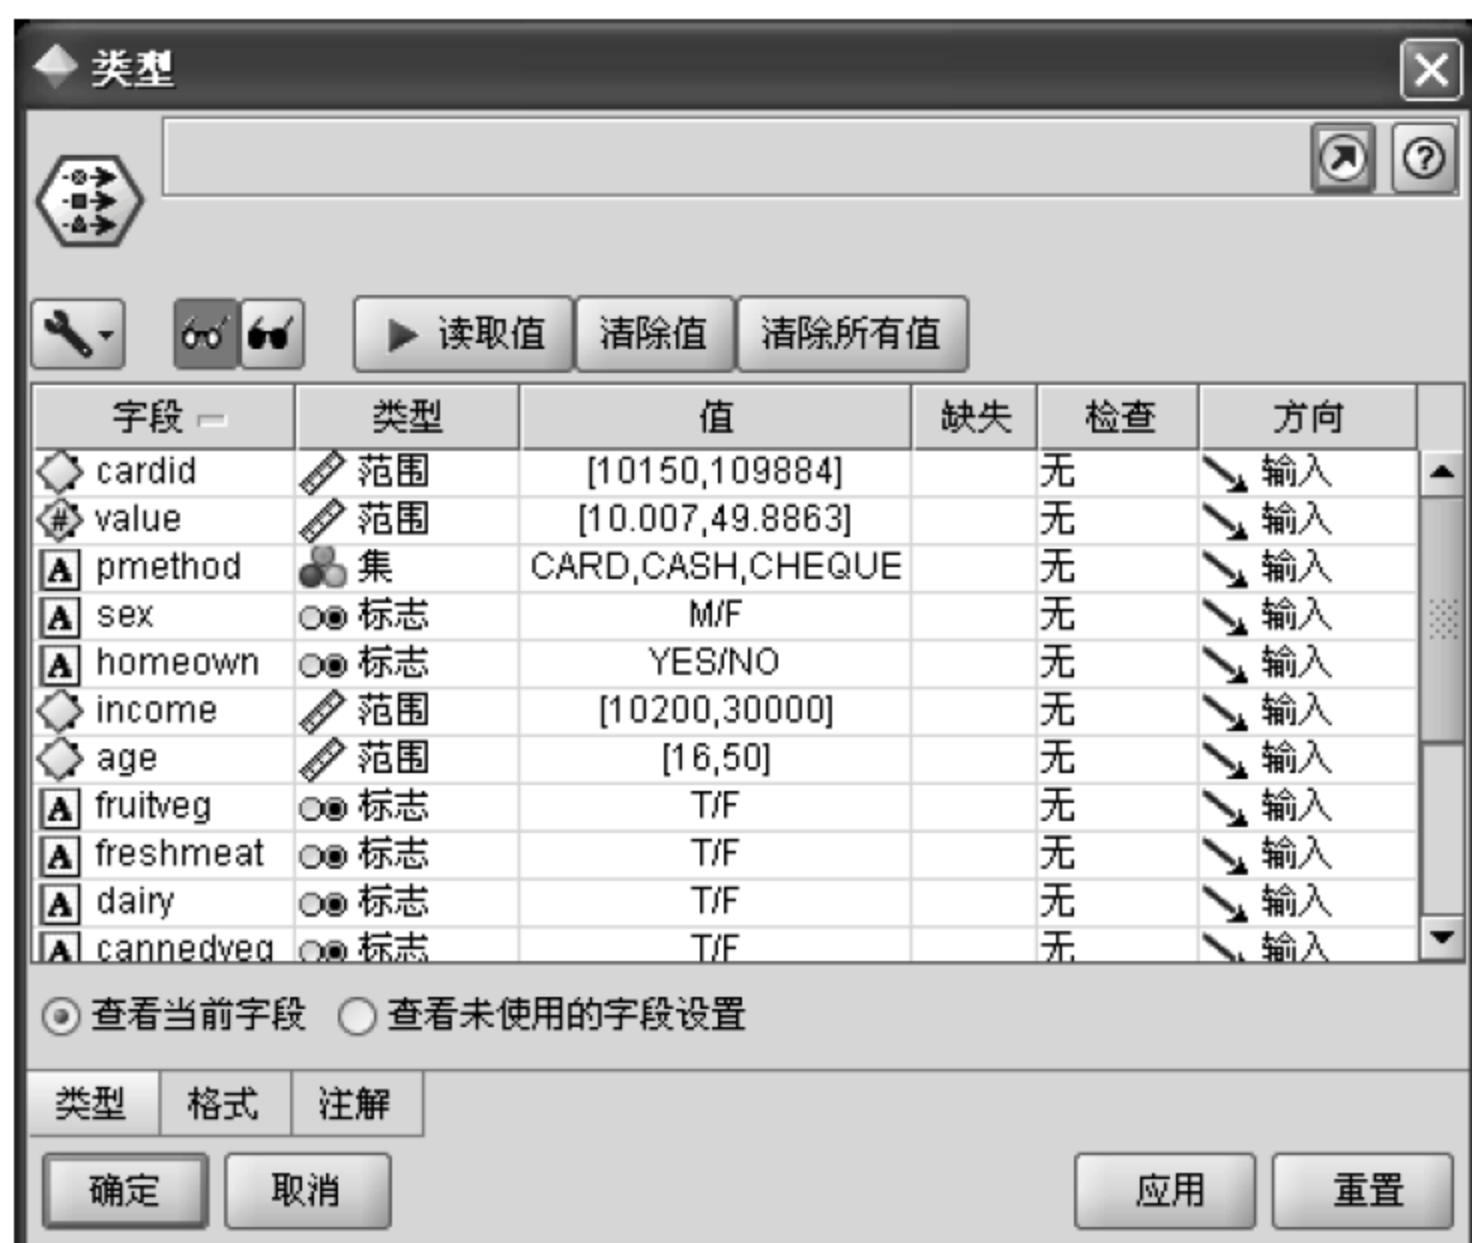 类型
读取值 清除值 清除所有值
字段 类型 值 缺失 检查 方向
cardid 范围 [10150,109884] 无 输入
# value 范围 [10.007,49.8863] 无 输入
A pmethod 集 CARD,CASH,CHEQUE 无 输入
A sex 标志 M/F 无 输入
A homeown 标志 YES/NO 无 输入
income 范围 [10200,30000] 无 输入
age 范围 [16,50] 无 输入
A fruitveg 标志 T/F 无 输入
A freshmeat 标志 T/F 无 输入
A dairy 标志 T/F 无 输入
A cannedveg 标志 T/F 无 输入
查看当前字段 查看未使用的字段设置
类型 格式 注解
确定 取消 应用 重置